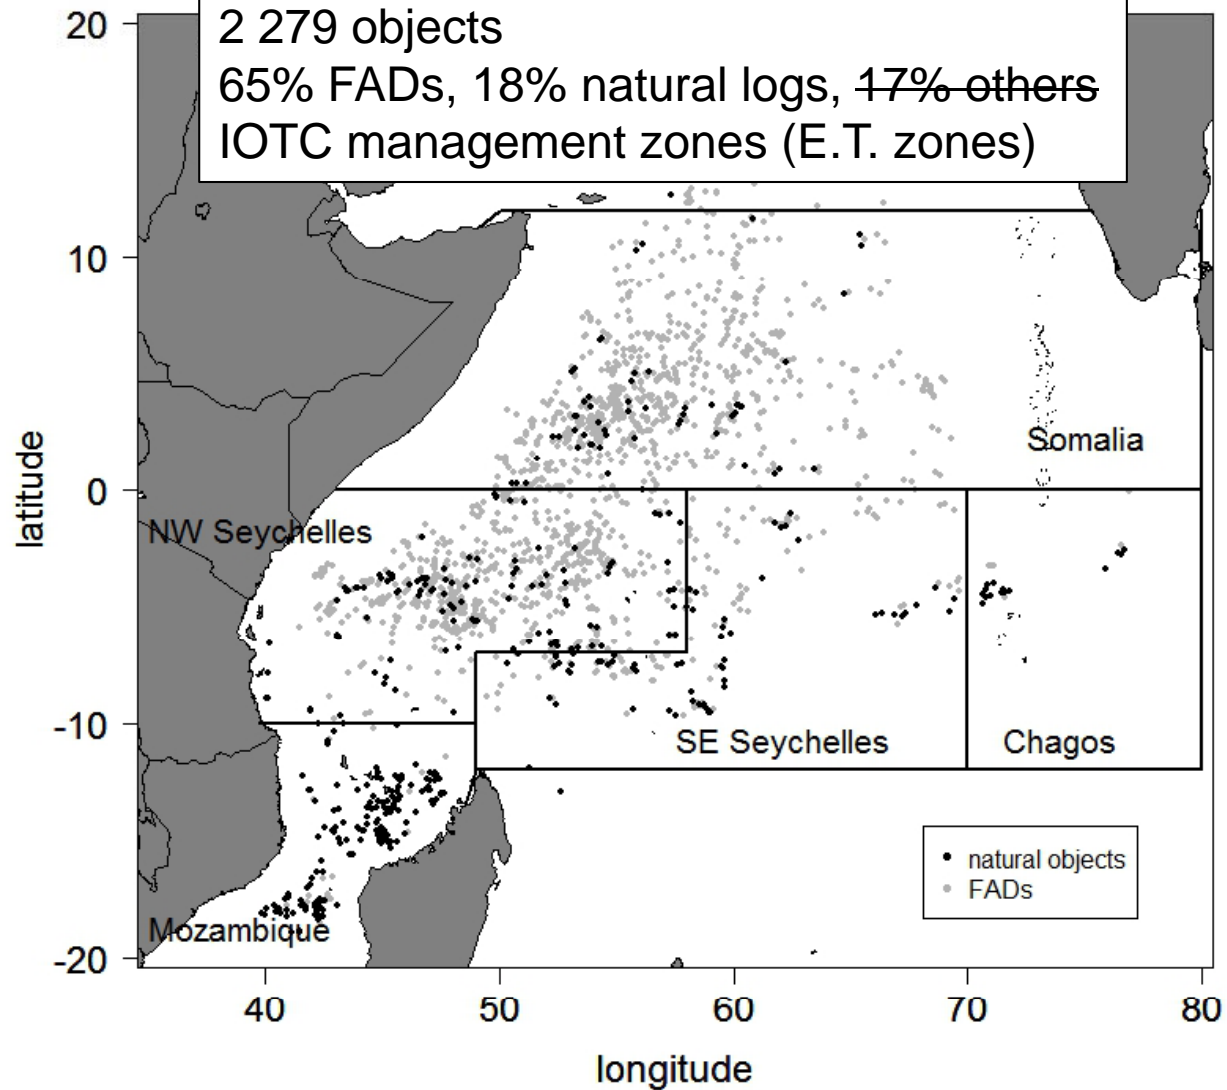 2 279 objects
65% FADs, 18% natural logs, 17% others
IOTC management zones (E.T. zones)
20
10
0
-10
-20
latitude
Somalia
NW Seychelles
SE Seychelles
Chagos
Mozambique
natural objects
FADs
40
50
60
70
80
longitude